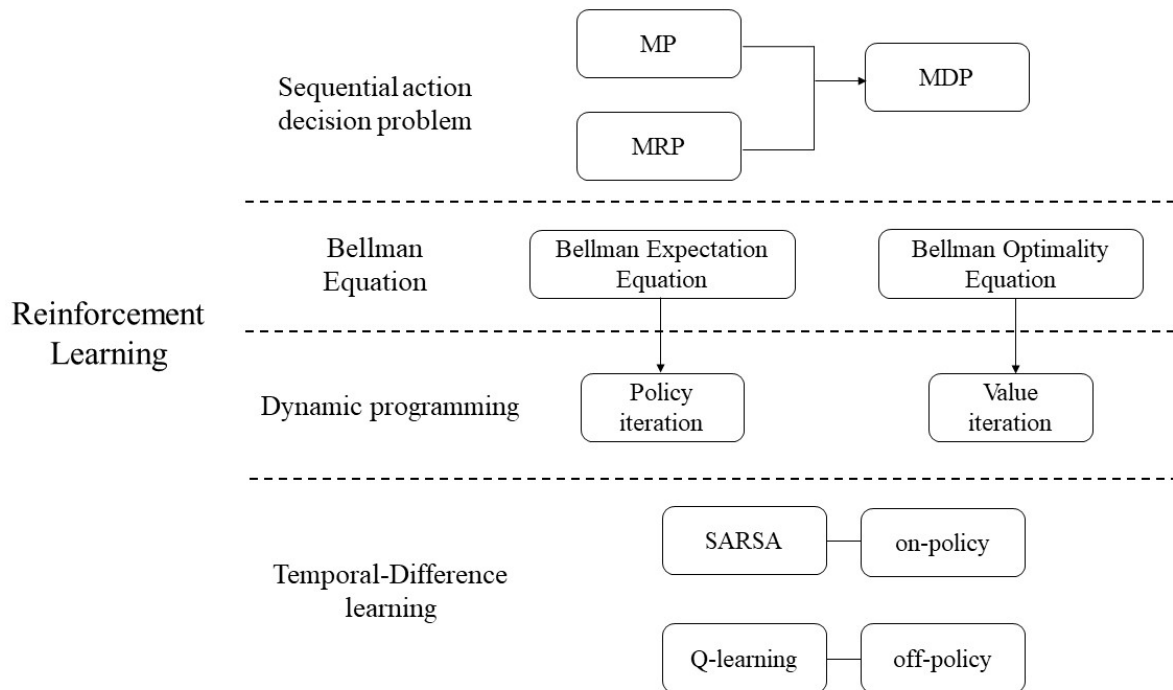 Reinforcement
Learning
Sequential action
decision problem
MP
MRP
MDP
Bellman
Equation
Bellman Expectation
Equation
Bellman Optimality
Equation
Dynamic programming
Policy
iteration
Value
iteration
Temporal-Difference
learning
SARSA
on-policy
Q-learning
off-policy